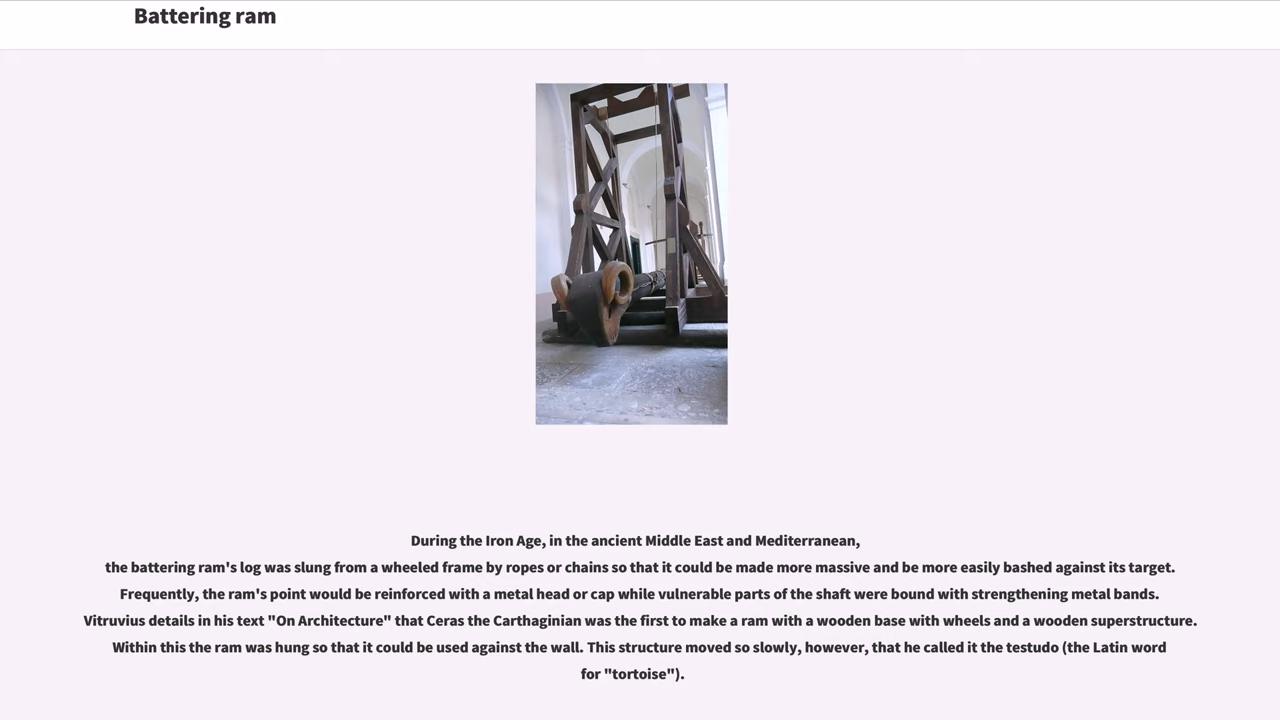 Battering ram
During the Iron Age, in the ancient Middle East and Mediterranean,
the battering ram's log was slung from a wheeled frame by ropes or chains so that it could be made more massive and be more easily bashed against its target.
Frequently, the ram's point would be reinforced with a metal head or cap while vulnerable parts of the shaft were bound with strengthening metal bands.
Vitruvius details in his text "On Architecture" that Ceras the Carthaginian was the first to make a ram with a wooden base with wheels and a wooden superstructure.
Within this the ram was hung so that it could be used against the wall. This structure moved so slowly, however, that he called it the testudo (the Latin word
for "tortoise").